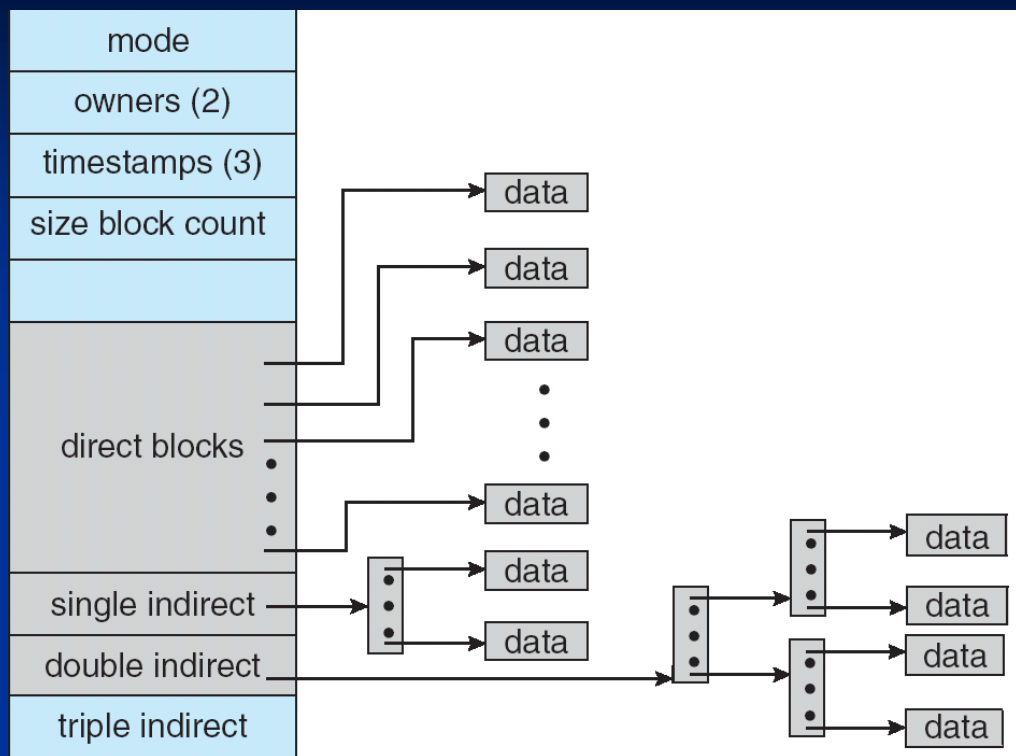 mode
owners (2)
timestamps (3)
size block count
direct blocks
single indirect
double indirect
triple indirect
data
data
data
data
data
data
data
data
data
data